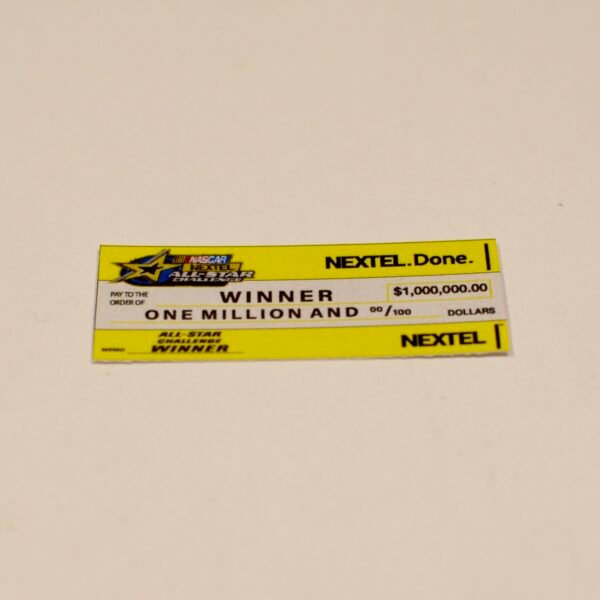 NASCAR
NEXTEL
ALL-STAR
CHALLENGE
NEXTEL.Done.
PAY TO THE
ORDER OF
WINNER
$1,000,000.00
ONE MILLION AND 00/100 DOLLARS
ALL-STAR
CHALLENGE
WINNER
NEXTEL